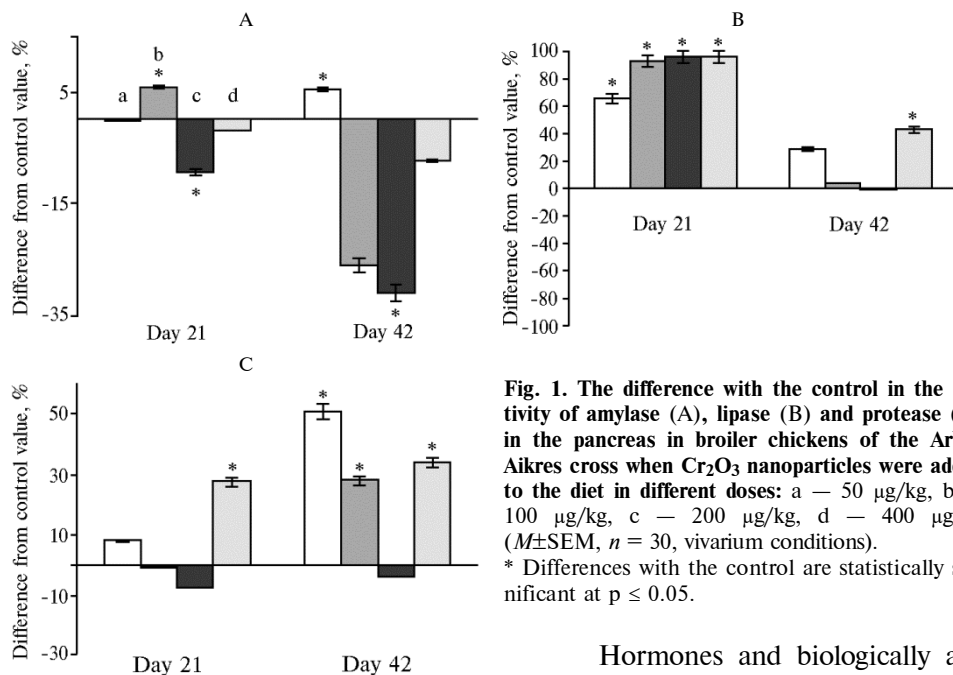 A
Difference from control value, %
5
-15
-35
a
b
*
c
*
d
*
*
Day 21
Day 42
B
Difference from control value, %
100
80
60
40
20
0
-20
-40
-60
-80
-100
*
*
*
*
*
Day 21
Day 42
C
Difference from control value, %
50
30
10
-10
-30
*
*
*
*
Day 21
Day 42
Fig. 1. The difference with the control in the
tivity of amylase (A), lipase (B) and protease (
in the pancreas in broiler chickens of the Ar
Aikres cross when Cr₂O₃ nanoparticles were ade
to the diet in different doses: a — 50 µg/kg, b
100 µg/kg, c — 200 µg/kg, d — 400 µg
(M±SEM, n = 30, vivarium conditions).
* Differences with the control are statistically s
nificant at p ≤ 0.05.
Hormones and biologically a